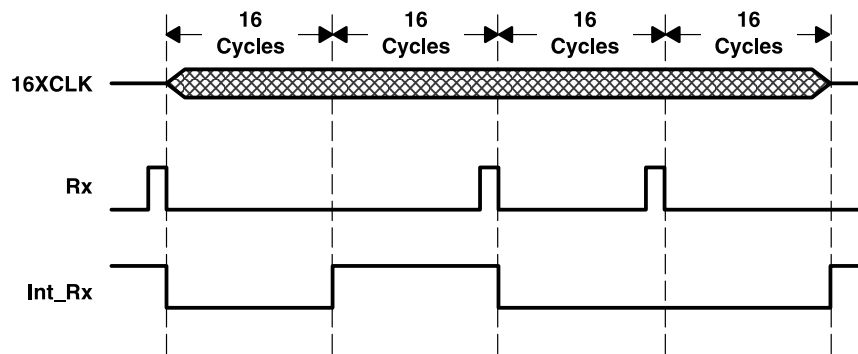 16 16 16 16
Cycles Cycles Cycles Cycles
16XCLK
Rx
Int_Rx